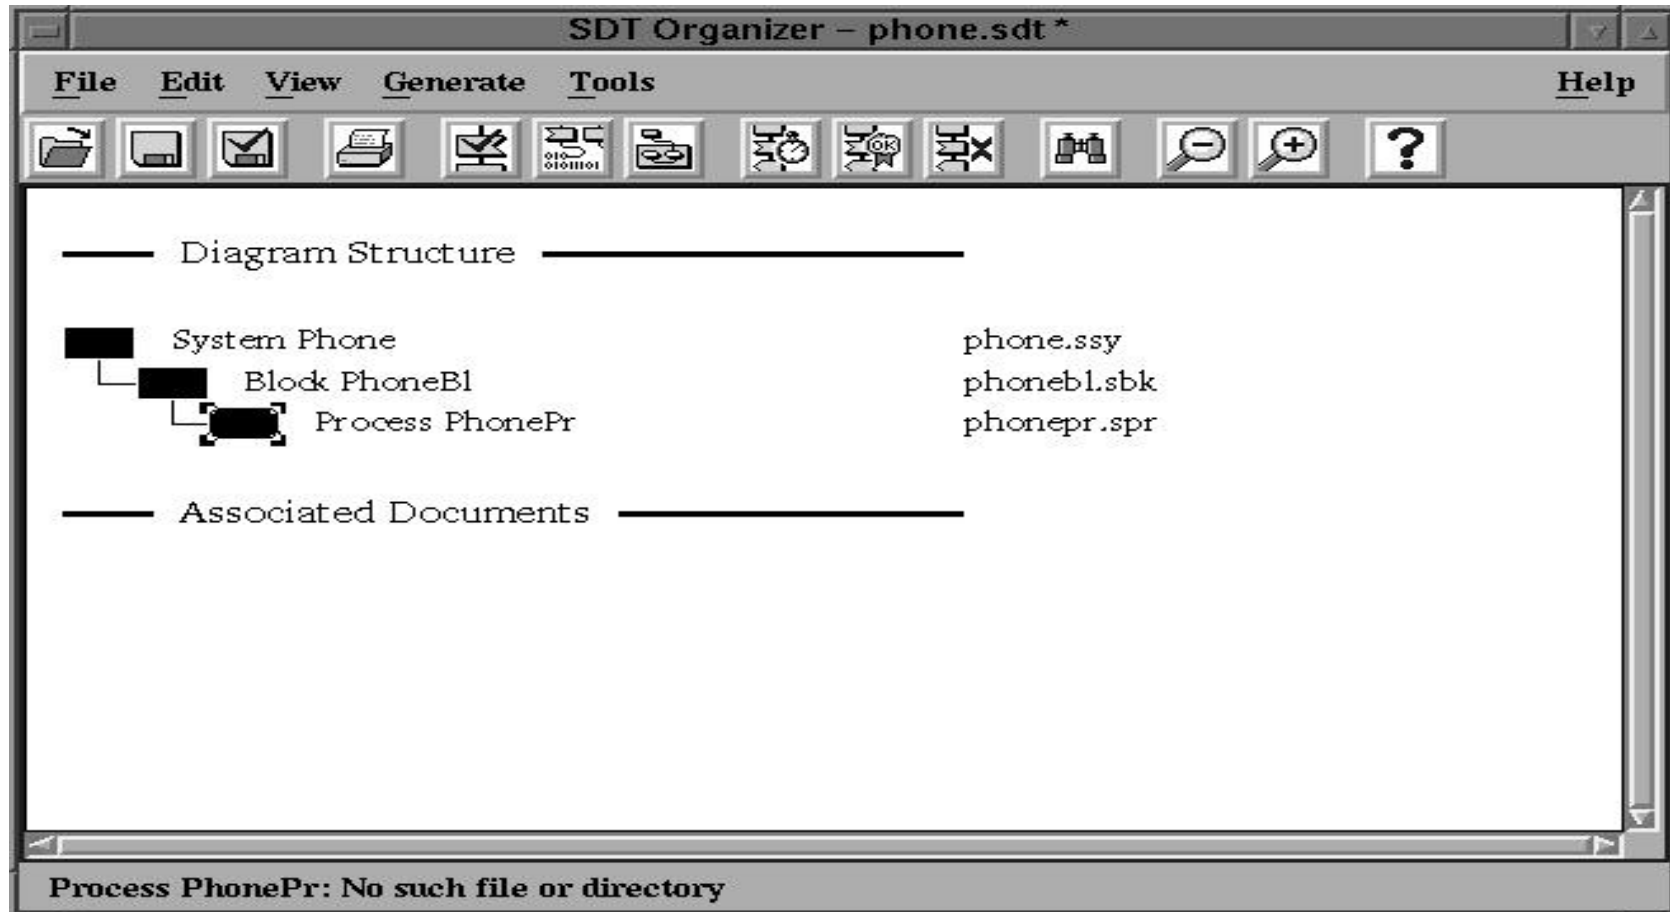 SDT Organizer – phone.sdt *
File Edit View Generate Tools Help
Diagram Structure
System Phone phone.ssy
Block PhoneBl phonebl.sbk
Process PhonePr phonepr.spr
Associated Documents
Process PhonePr: No such file or directory